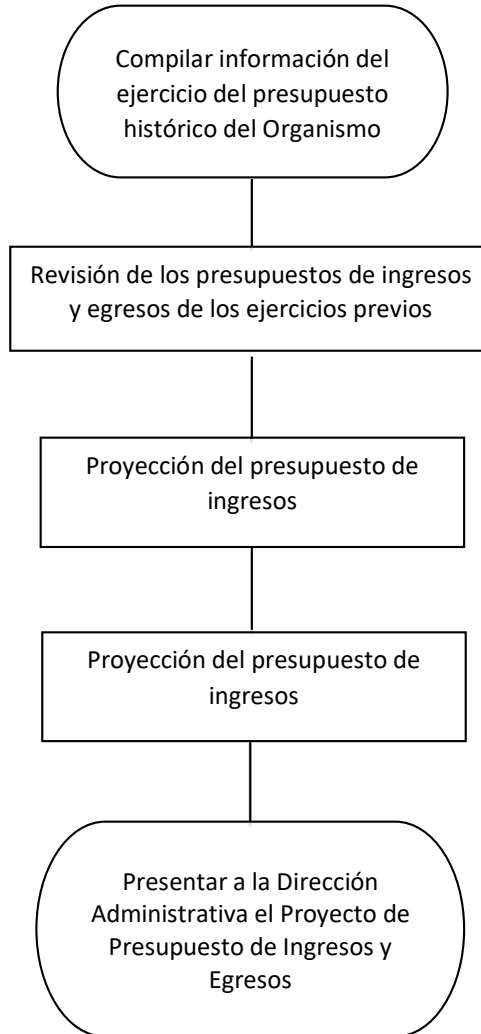 Compilar información del
ejercicio del presupuesto
histórico del Organismo
Revisión de los presupuestos de ingresos
y egresos de los ejercicios previos
Proyección del presupuesto de
ingresos
Proyección del presupuesto de
ingresos
Presentar a la Dirección
Administrativa el Proyecto de
Presupuesto de Ingresos y
Egresos